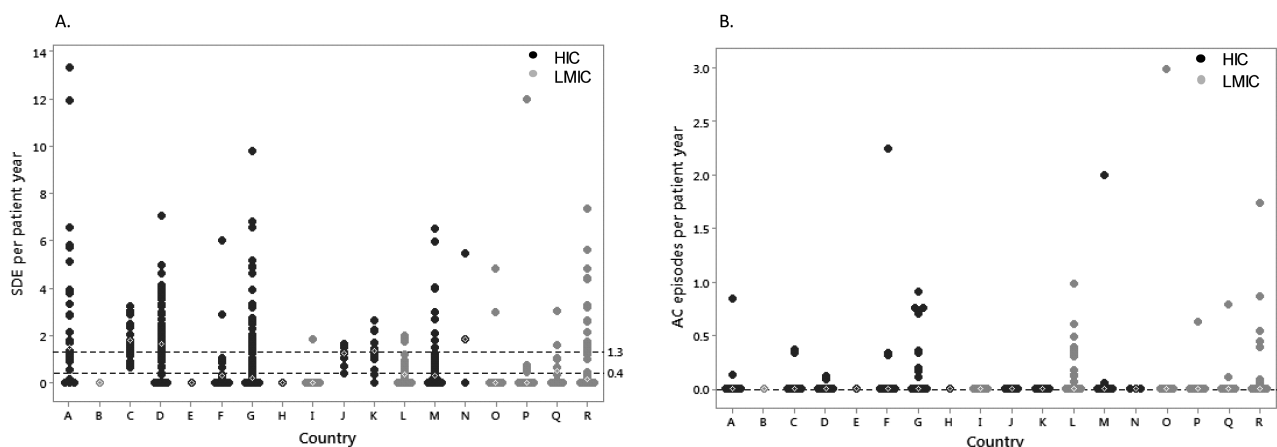 A.
HIC
LMIC
SDE per patient year
14
12
10
8
6
4
2
0
1.3
0.4
A B C D E F G H I J K L M N O P Q R
Country
B.
HIC
LMIC
AC episodes per patient year
3.0
2.5
2.0
1.5
1.0
0.5
0.0
A B C D E F G H I J K L M N O P Q R
Country